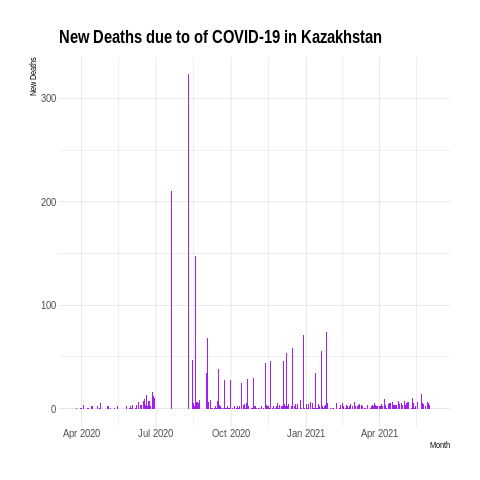 New Deaths due to of COVID-19 in Kazakhstan
New Deaths
300
200
100
0
Apr 2020 Jul 2020 Oct 2020 Jan 2021 Apr 2021
Month